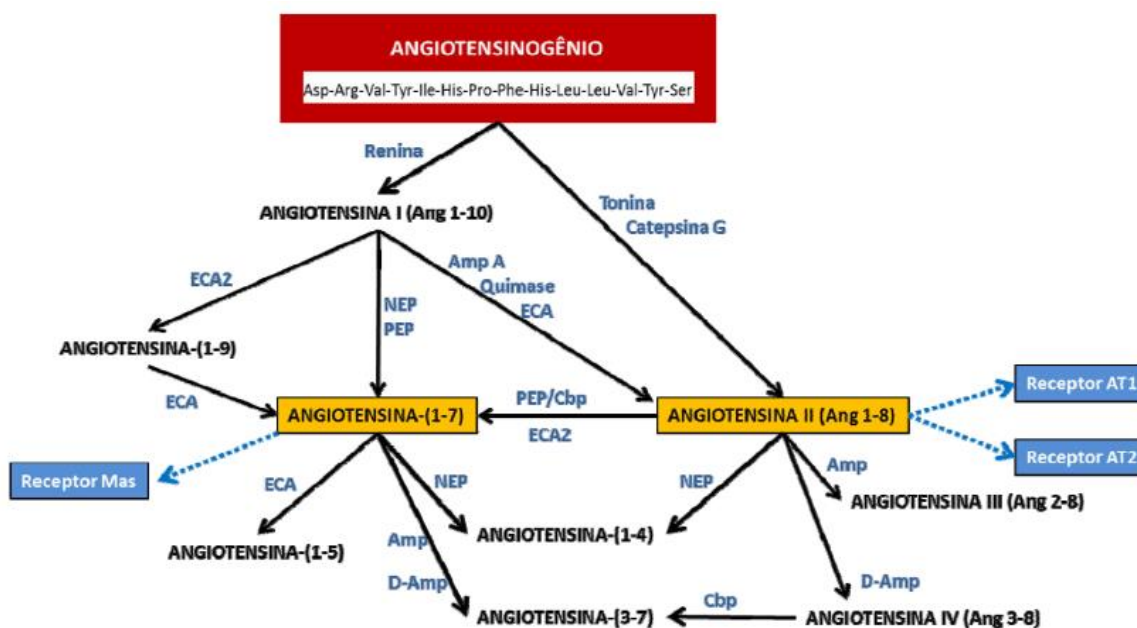 ANGIOTENSINOGÊNIO
Asp-Arg-Val-Tyr-Ile-His-Pro-Phe-His-Leu-Leu-Val-Tyr-Ser
Renina
ANGIOTENSINA I (Ang 1-10)
Tonina
Catepsina G
ECA2
NEP
PEP
Amp A
Quimase
ECA
ANGIOTENSINA-(1-9)
ECA
ANGIOTENSINA-(1-7)
PEP/Cbp
ECA2
ANGIOTENSINA II (Ang 1-8)
Receptor AT1
Receptor AT2
Receptor Mas
ECA
NEP
NEP
Amp
ANGIOTENSINA III (Ang 2-8)
ANGIOTENSINA-(1-5)
ANGIOTENSINA-(1-4)
Amp
D-Amp
D-Amp
ANGIOTENSINA-(3-7)
Cbp
ANGIOTENSINA IV (Ang 3-8)